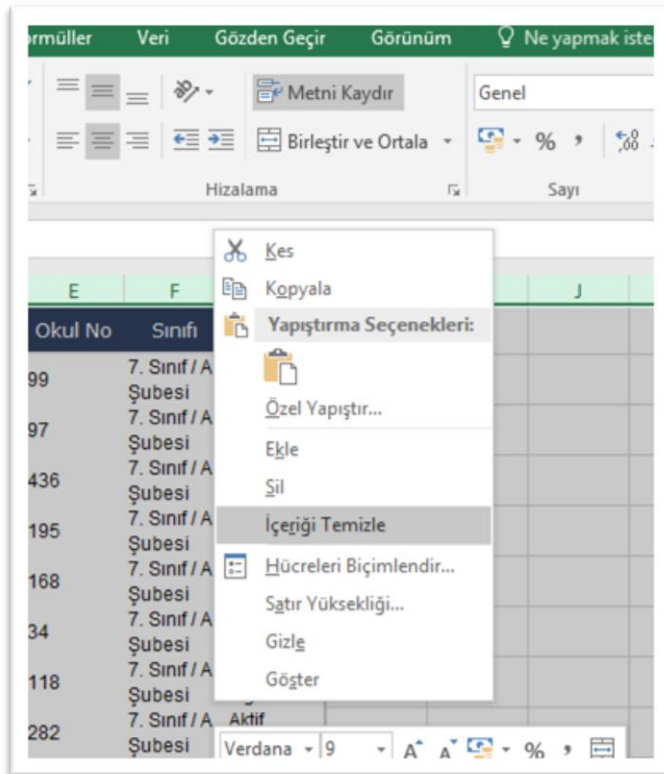 ormüller Veri Gözden Geçir Görünüm Ne yapmak iste
Metni Kaydır Genel
Birleştir ve Ortala % ,00
Hizalama Sayı
Kes
Kopyala
Yapıştırma Seçenekleri:
Özel Yapıştır...
Ekle
Sil
İçeriği Temizle
Hücreleri Biçimlendir...
Satır Yüksekliği...
Gizle
Göster
E F J
Okul No Sınıfı
99 7. Sınıf / A Şubesi
97 7. Sınıf / A Şubesi
436 7. Sınıf / A Şubesi
195 7. Sınıf / A Şubesi
168 7. Sınıf / A Şubesi
34 7. Sınıf / A Şubesi
118 7. Sınıf / A Şubesi
282 7. Sınıf / A Şubesi Aktif
Verdana 9 A A %